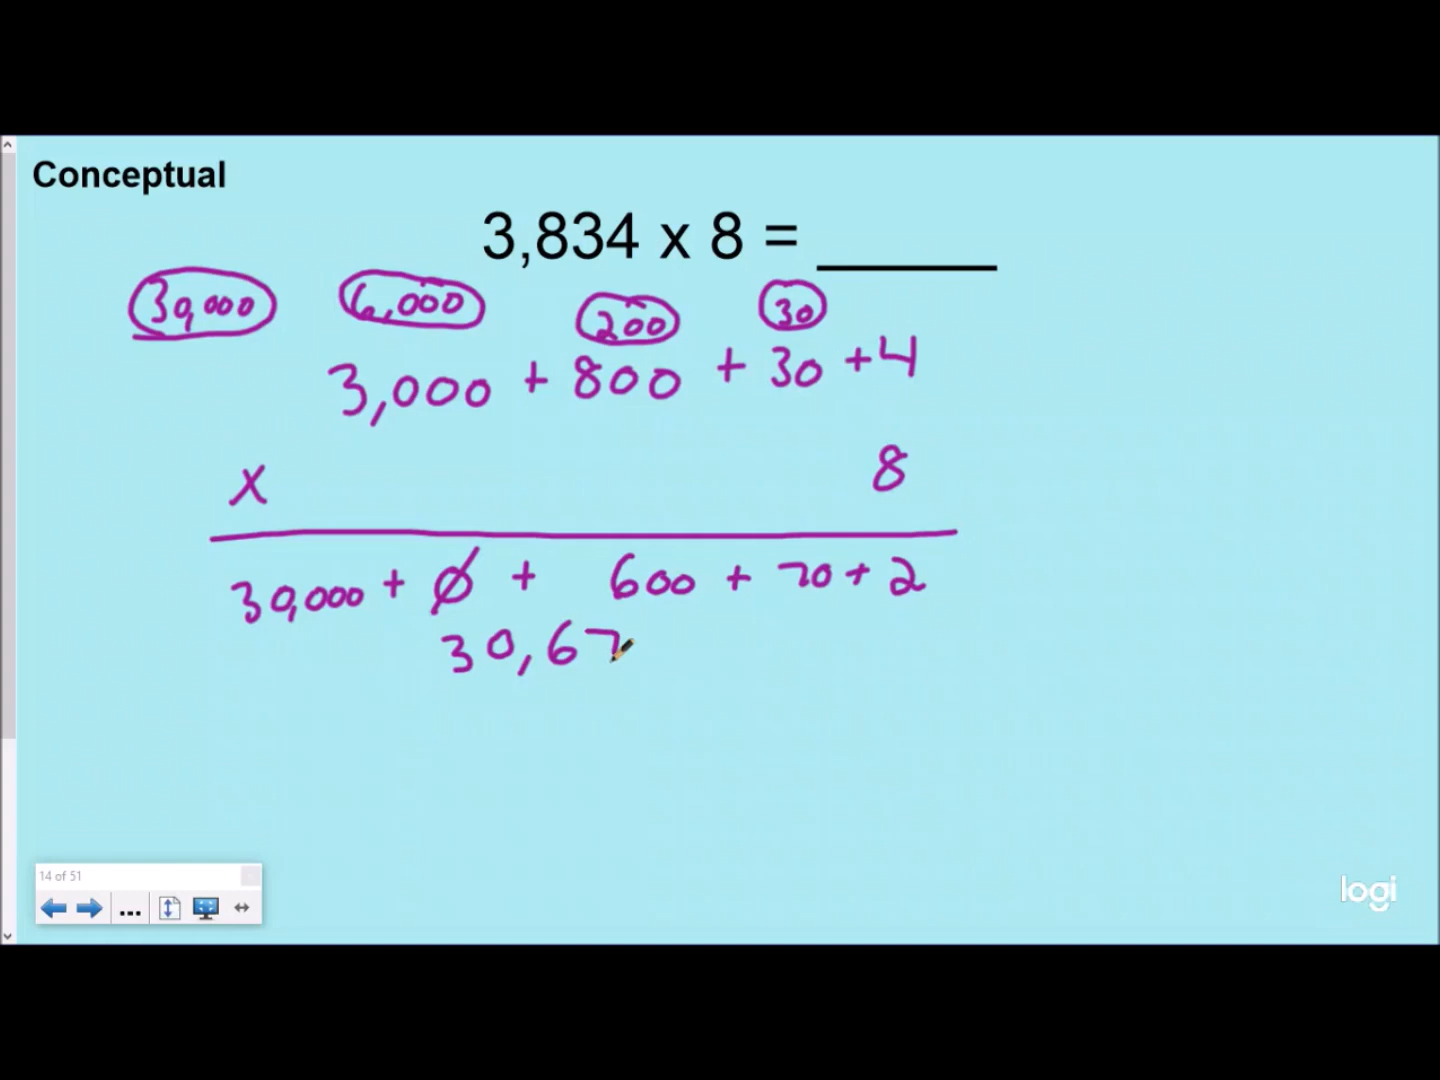 Conceptual
3,834 x 8 = ______
30,000 6,000 200 30
3,000 + 800 + 30 + 4
x 8
30,000 + 0 + 600 + 70 + 2
30,67
14 of 51
...
logi